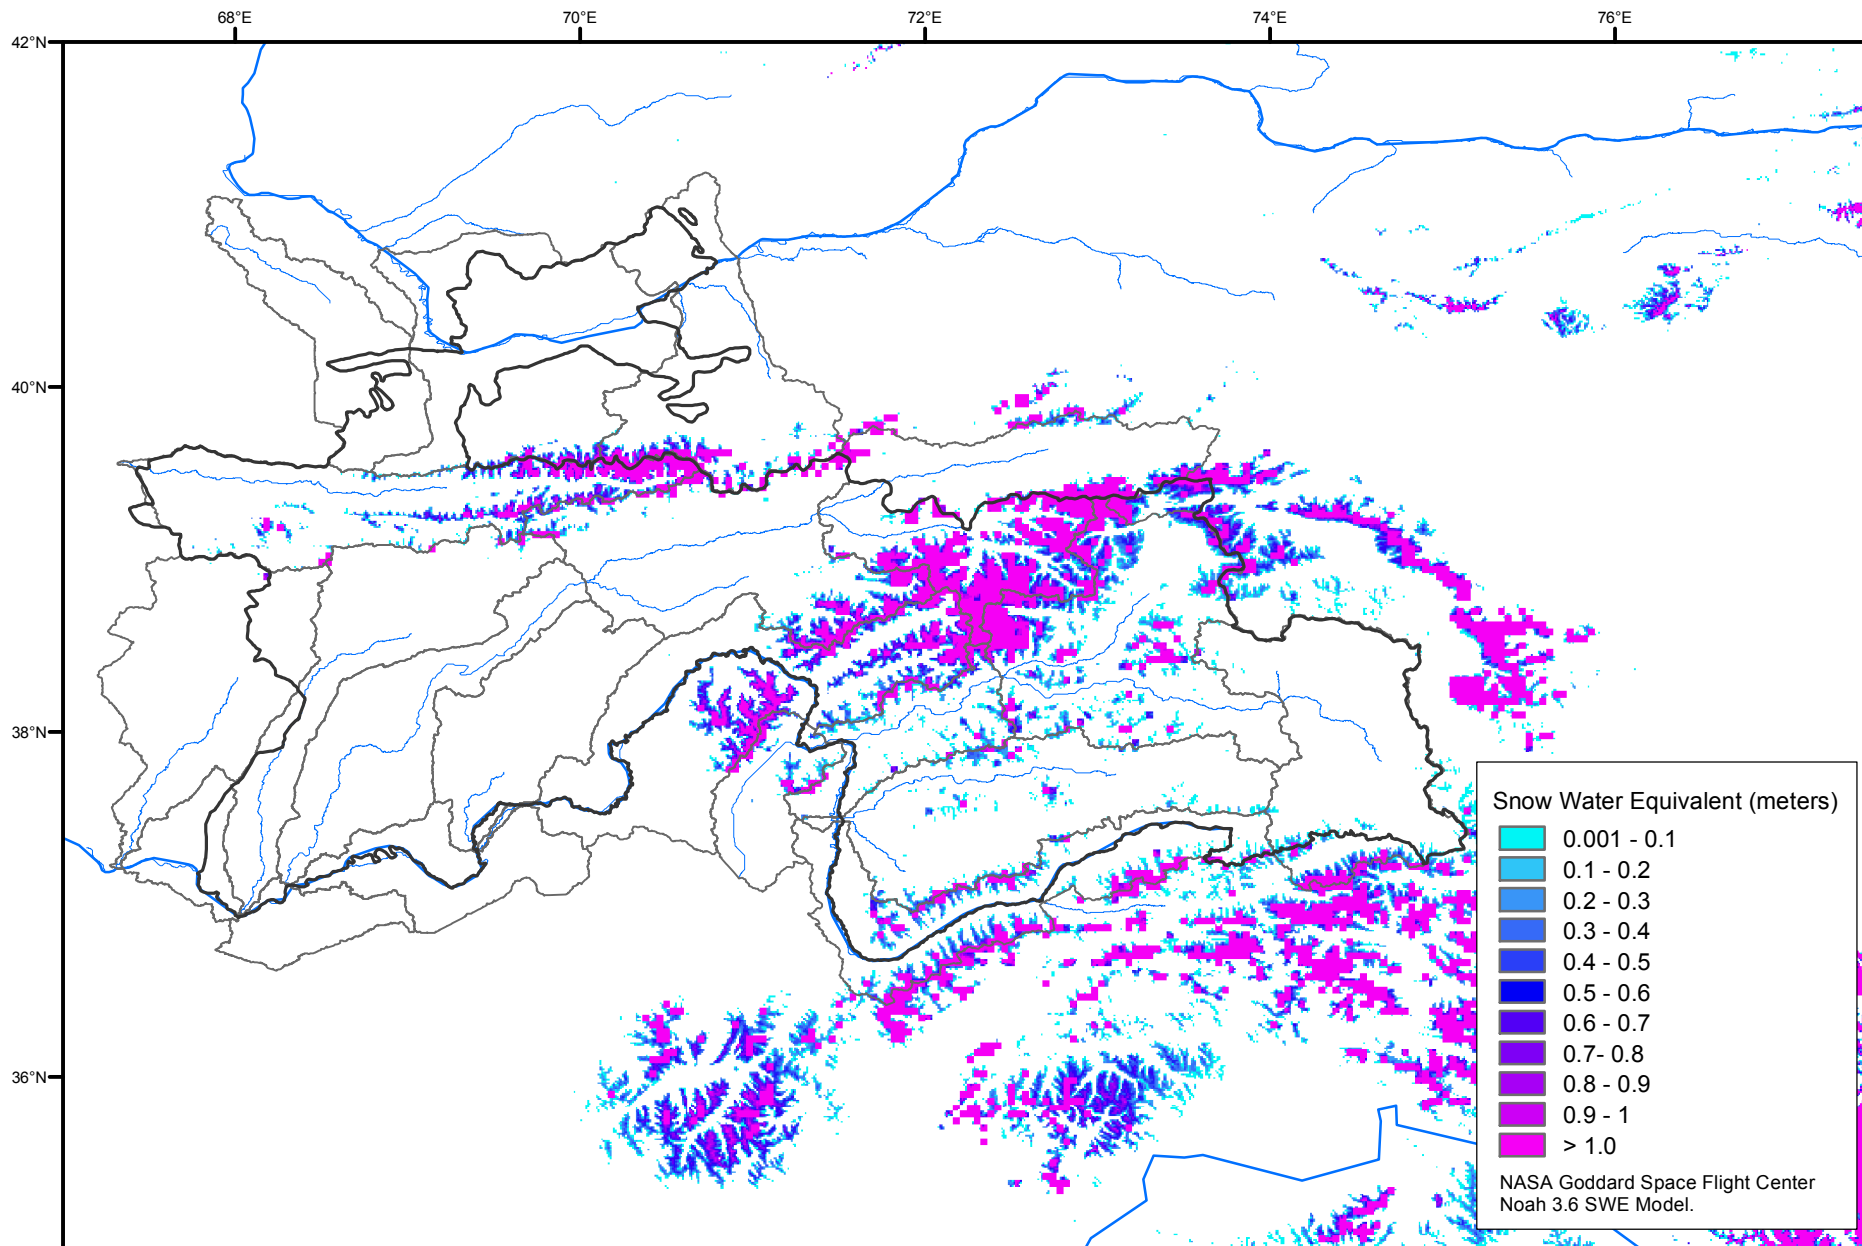 68°E
70°E
72°E
74°E
76°E
42°N
40°N
38°N
36°N
Snow Water Equivalent (meters)
0.001 - 0.1
0.1 - 0.2
0.2 - 0.3
0.3 - 0.4
0.4 - 0.5
0.5 - 0.6
0.6 - 0.7
0.7- 0.8
0.8 - 0.9
0.9 - 1
> 1.0
NASA Goddard Space Flight Center
Noah 3.6 SWE Model.